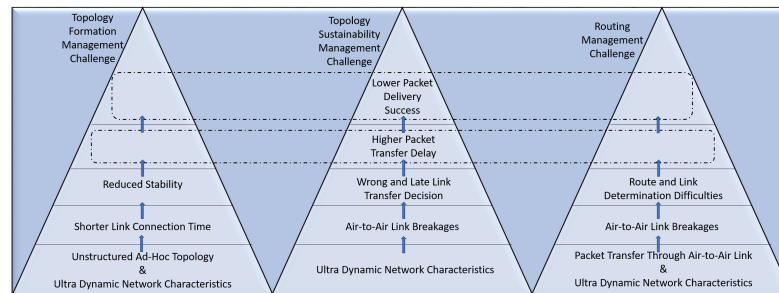 Topology
Formation
Management
Challenge
Topology
Sustainability
Management
Challenge
Routing
Management
Challenge
Lower Packet
Delivery
Success
Higher Packet
Transfer Delay
Reduced Stability
Wrong and Late Link
Transfer Decision
Route and Link
Determination Difficulties
Shorter Link Connection Time
Air-to-Air Link Breakages
Air-to-Air Link Breakages
Unstructured Ad-Hoc Topology
&
Ultra Dynamic Network Characteristics
Ultra Dynamic Network Characteristics
Packet Transfer Through Air-to-Air Link
&
Ultra Dynamic Network Characteristics